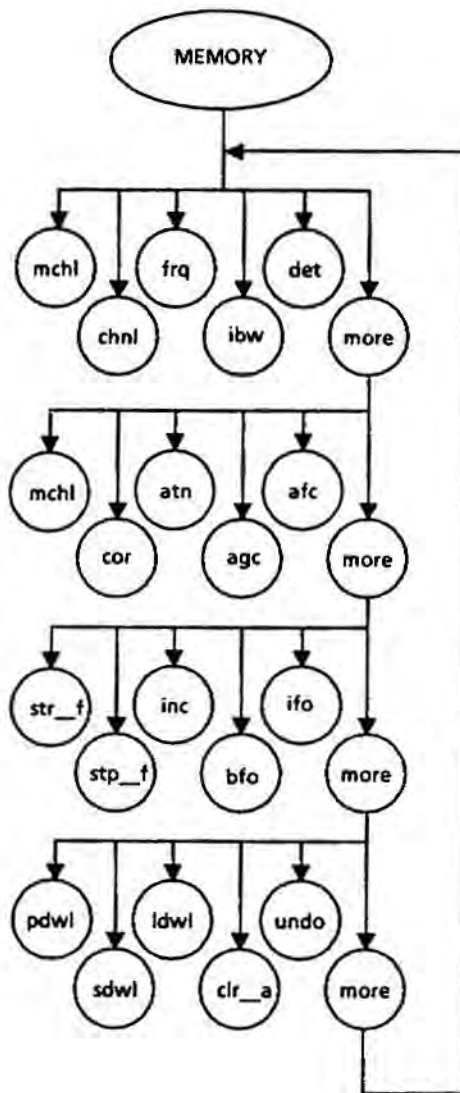 MEMORY
mchl frq det
chnl ibw more
mchl atn afc
cor agc more
str__f inc ifo
stp__f bfo more
pdwl ldwl undo
sdwl clr__a more